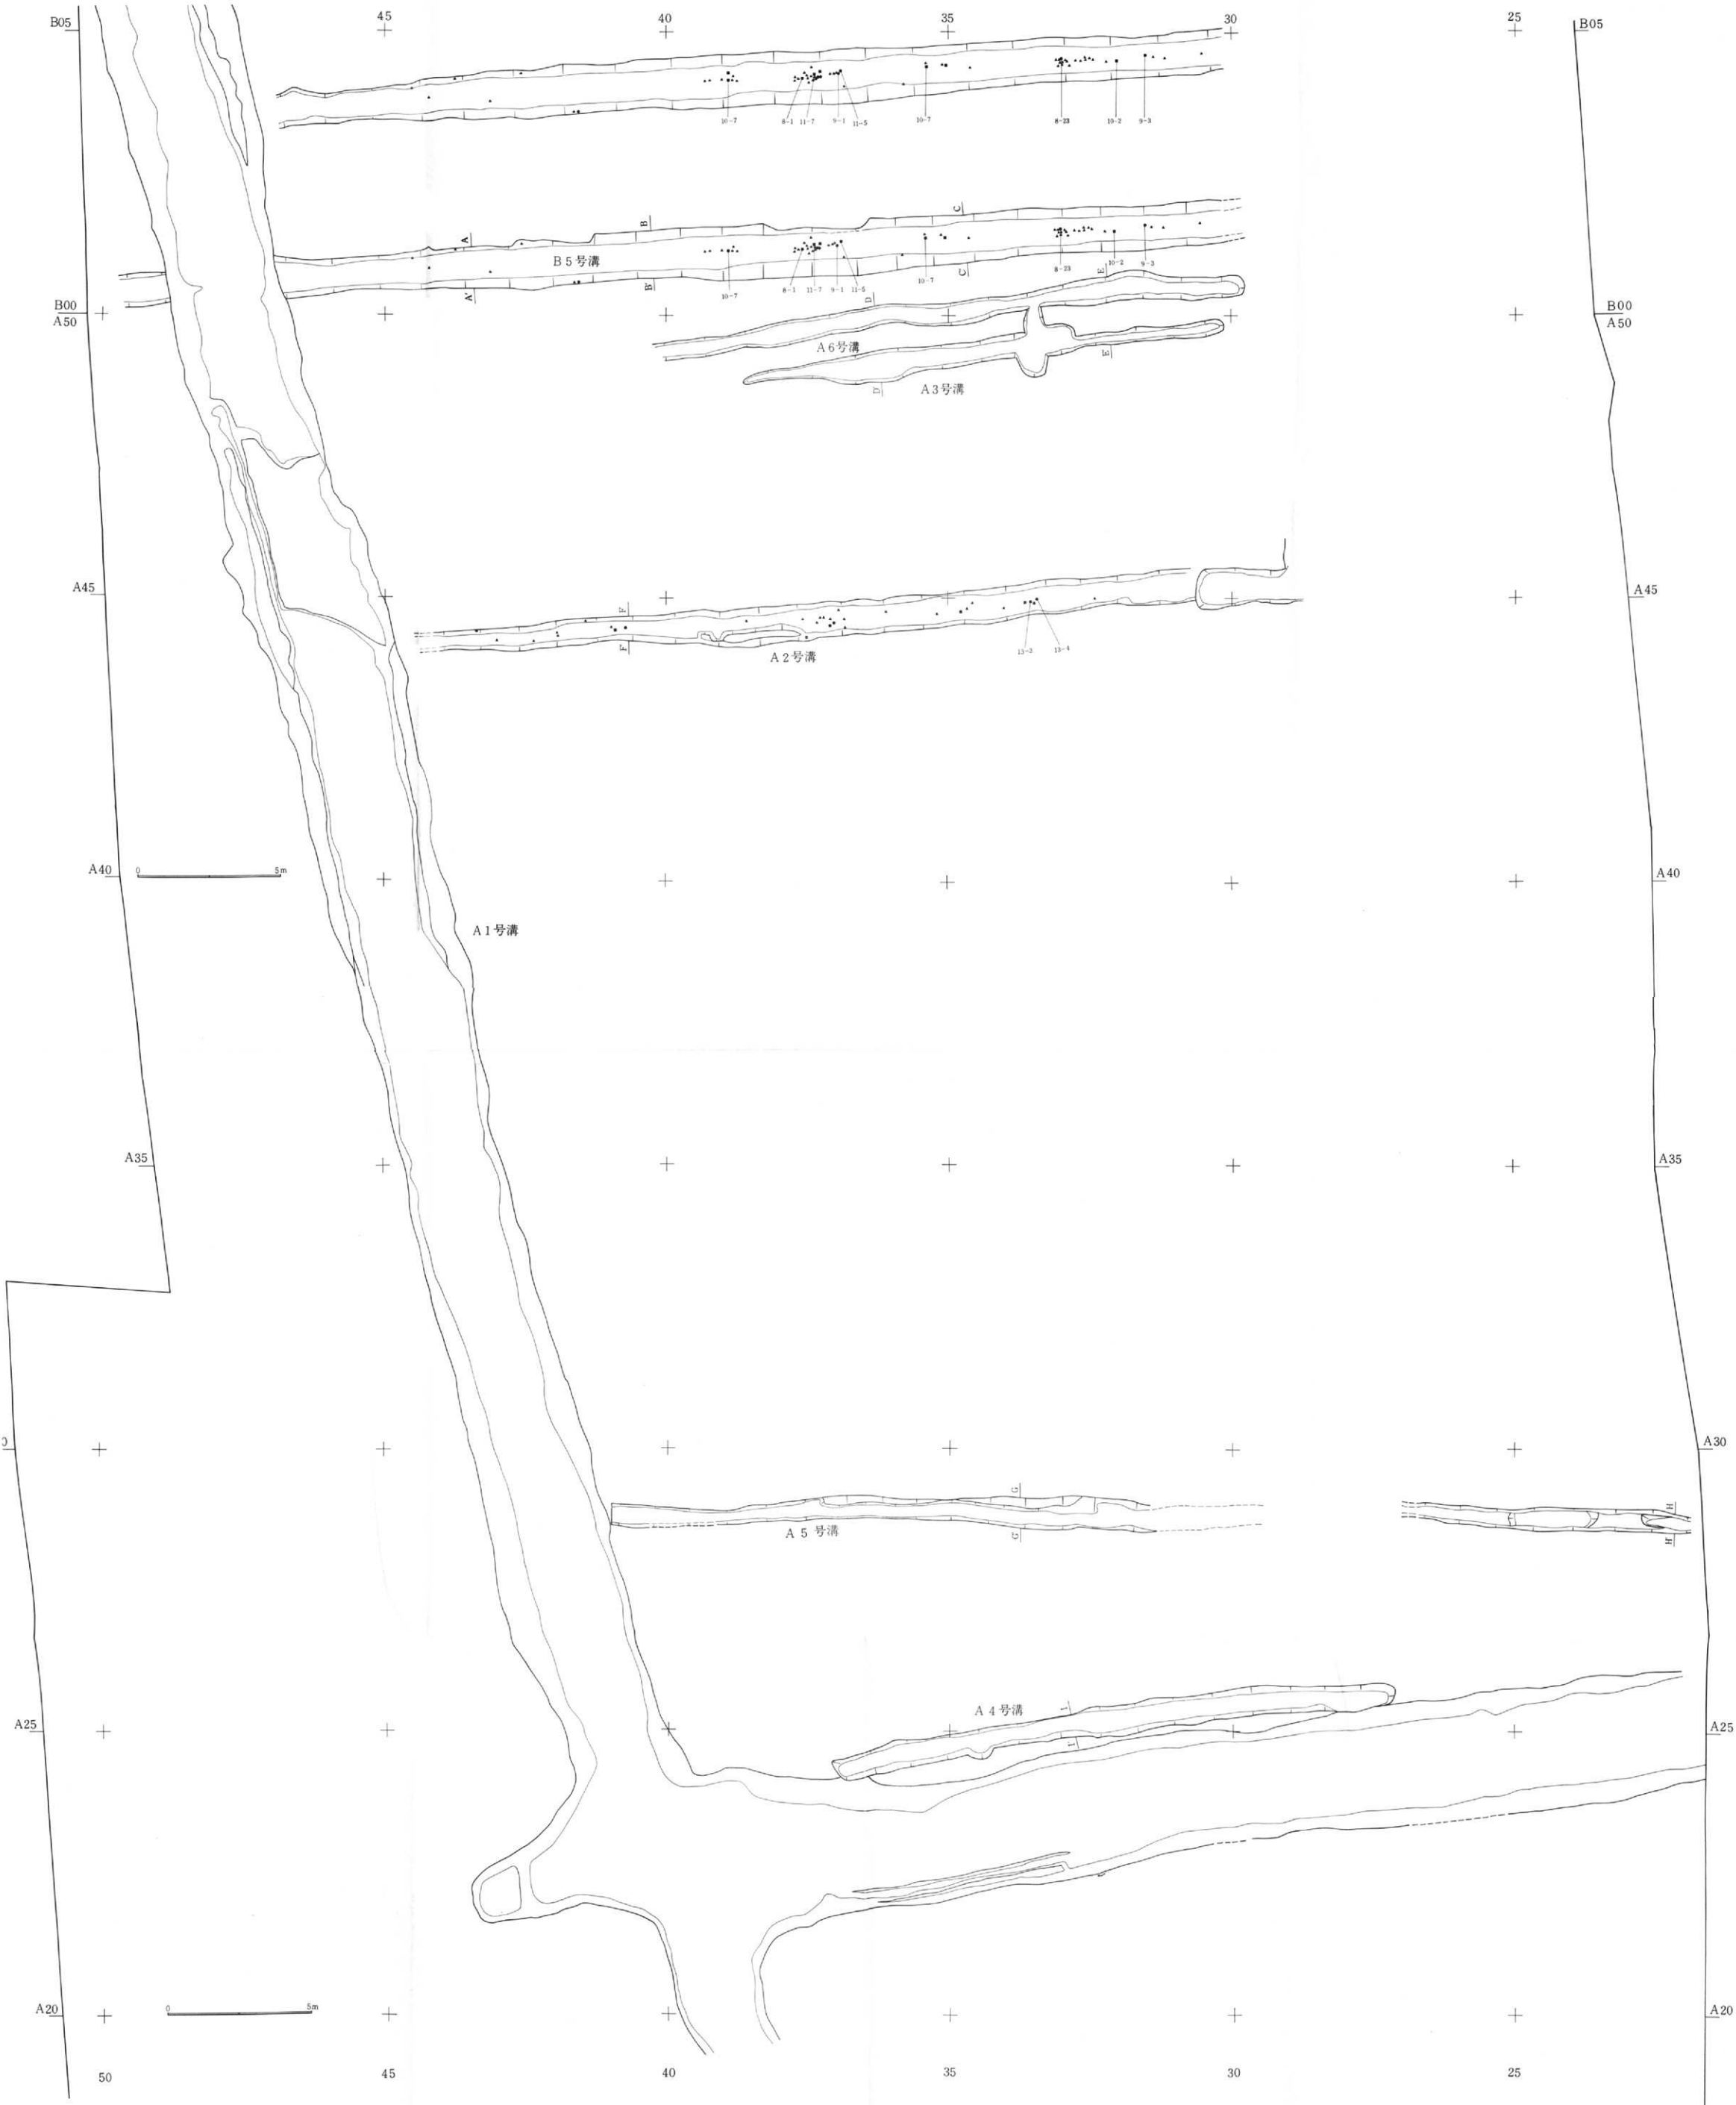 45 40 35 30 25
B05 B05
10-7 8-1 11-7 9-1 11-5 10-7 8-23 10-2 9-3
A B C
B5号溝
A' B' C' D E
10-7 8-1 11-7 9-1 11-5 10-7 8-23 10-2 9-3
B00 B00
A50 A50
A6号溝
E'
D' A3号溝
A45 A45
F
F'
A2号溝
13-3 13-4
A40 0 5m A40
A1号溝
A35 A35
0 A30
G H
A5号溝 G' H'
A4号溝 I
A25 I' A25
A20 0 5m A20
50 45 40 35 30 25